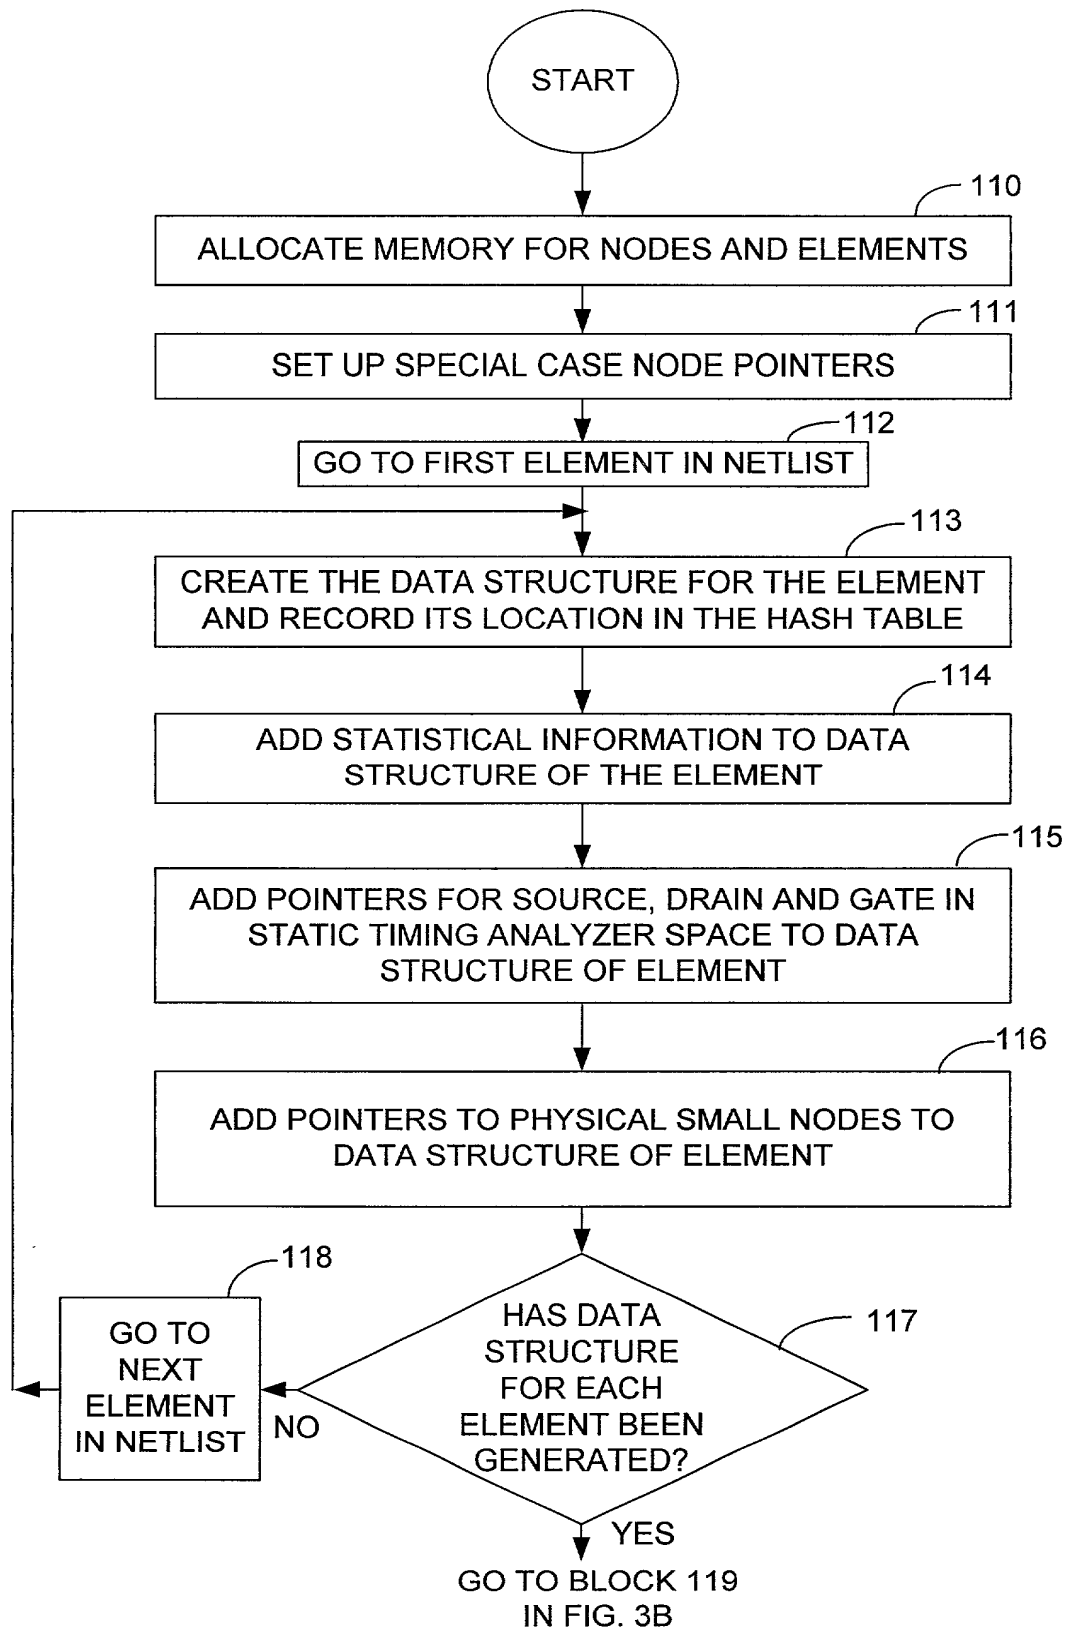 START
110
ALLOCATE MEMORY FOR NODES AND ELEMENTS
111
SET UP SPECIAL CASE NODE POINTERS
112
GO TO FIRST ELEMENT IN NETLIST
113
CREATE THE DATA STRUCTURE FOR THE ELEMENT
AND RECORD ITS LOCATION IN THE HASH TABLE
114
ADD STATISTICAL INFORMATION TO DATA
STRUCTURE OF THE ELEMENT
115
ADD POINTERS FOR SOURCE, DRAIN AND GATE IN
STATIC TIMING ANALYZER SPACE TO DATA
STRUCTURE OF ELEMENT
116
ADD POINTERS TO PHYSICAL SMALL NODES TO
DATA STRUCTURE OF ELEMENT
117
HAS DATA
STRUCTURE
FOR EACH
ELEMENT BEEN
GENERATED?
NO
118
GO TO
NEXT
ELEMENT
IN NETLIST
YES
GO TO BLOCK 119
IN FIG. 3B